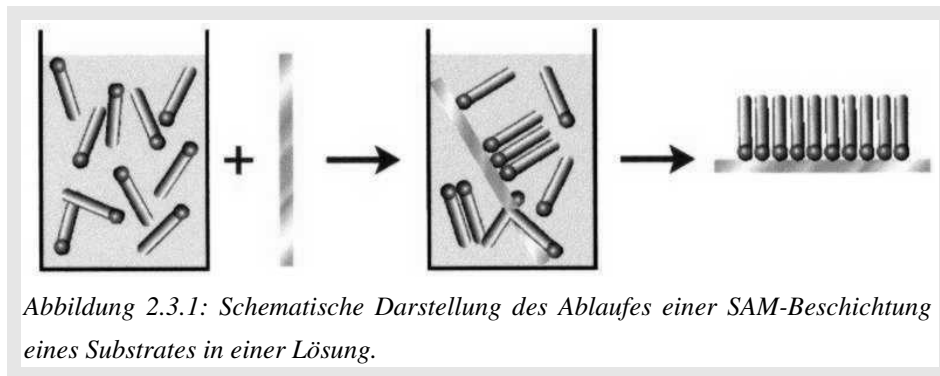 +
Abbildung 2.3.1: Schematische Darstellung des Ablaufes einer SAM-Beschichtung
eines Substrates in einer Lösung.